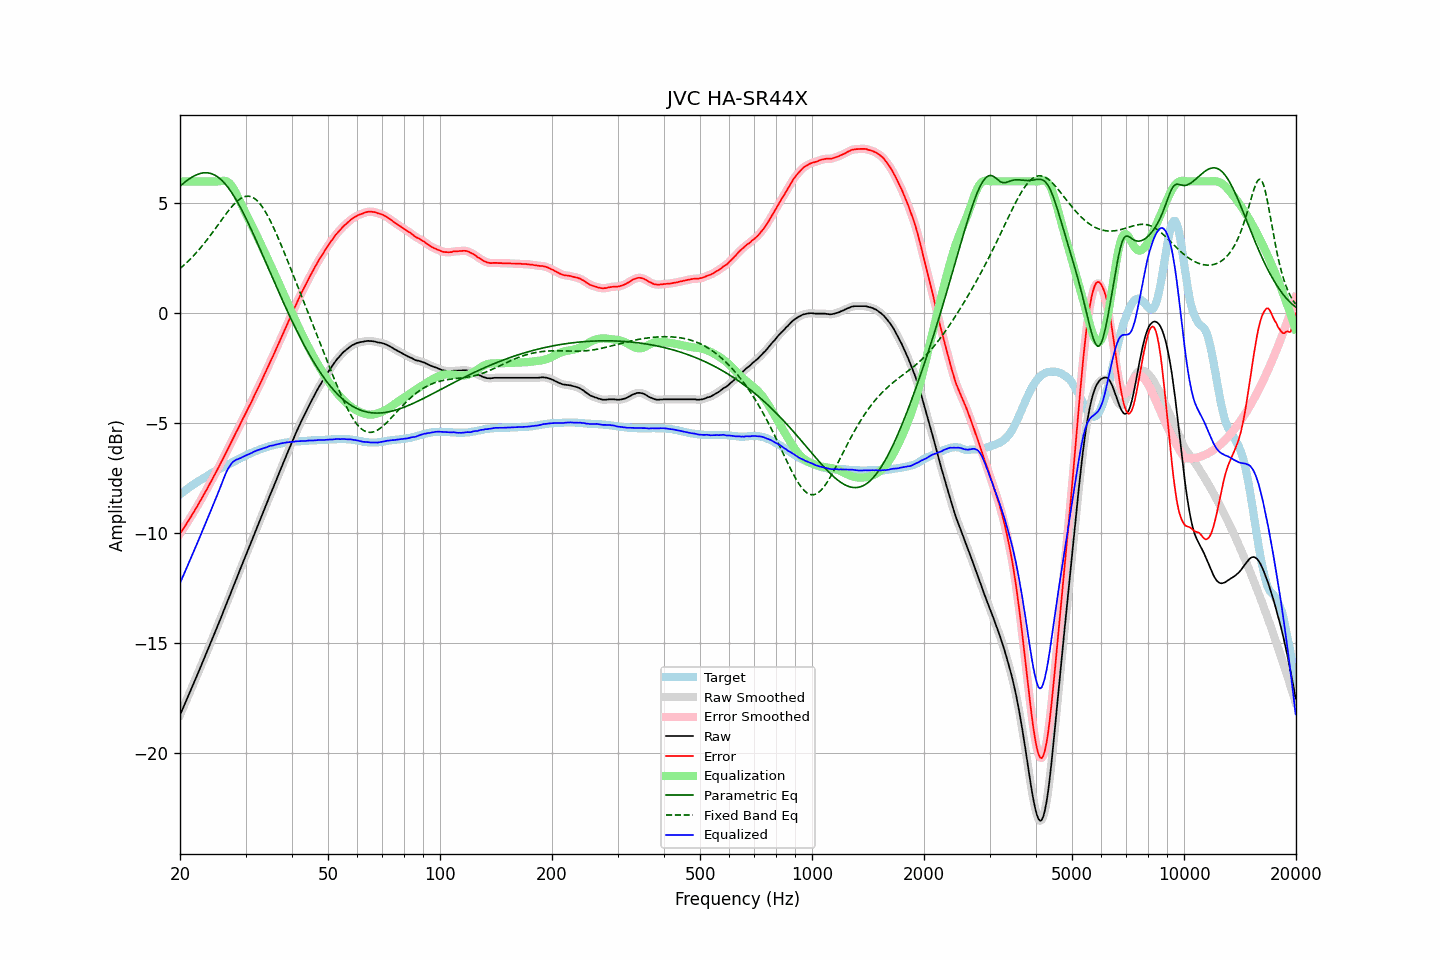 JVC HA-SR44X
5
0
−5
−10
−15
−20
Amplitude (dBr)
Target
Raw Smoothed
Error Smoothed
Raw
Error
Equalization
Parametric Eq
Fixed Band Eq
Equalized
20 50 100 200 500 1000 2000 5000 10000 20000
Frequency (Hz)